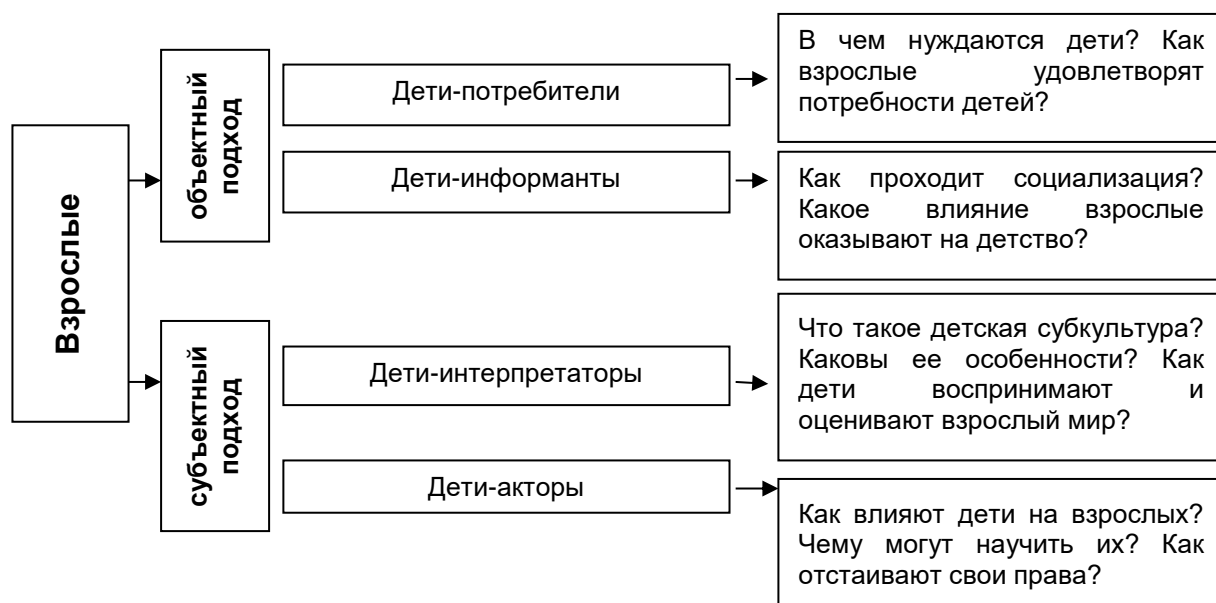 Взрослые
объектный
подход
Дети-потребители
В чем нуждаются дети? Как
взрослые удовлетворят
потребности детей?
Дети-информанты
Как проходит социализация?
Какое влияние взрослые
оказывают на детство?
субъектный
подход
Дети-интерпретаторы
Что такое детская субкультура?
Каковы ее особенности? Как
дети воспринимают и
оценивают взрослый мир?
Дети-акторы
Как влияют дети на взрослых?
Чему могут научить их? Как
отстаивают свои права?